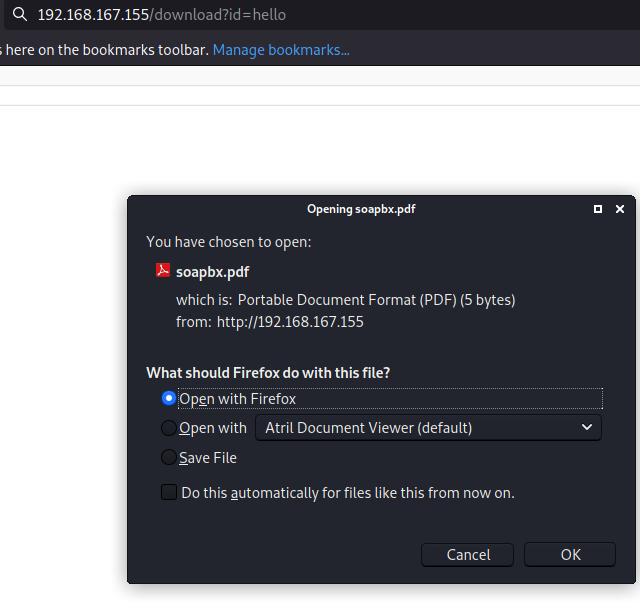 192.168.167.155/download?id=hello
s here on the bookmarks toolbar. Manage bookmarks...
Opening soapbx.pdf
You have chosen to open:
soapbx.pdf
which is: Portable Document Format (PDF) (5 bytes)
from: http://192.168.167.155
What should Firefox do with this file?
Open with Firefox
Open with Atril Document Viewer (default)
Save File
Do this automatically for files like this from now on.
Cancel OK